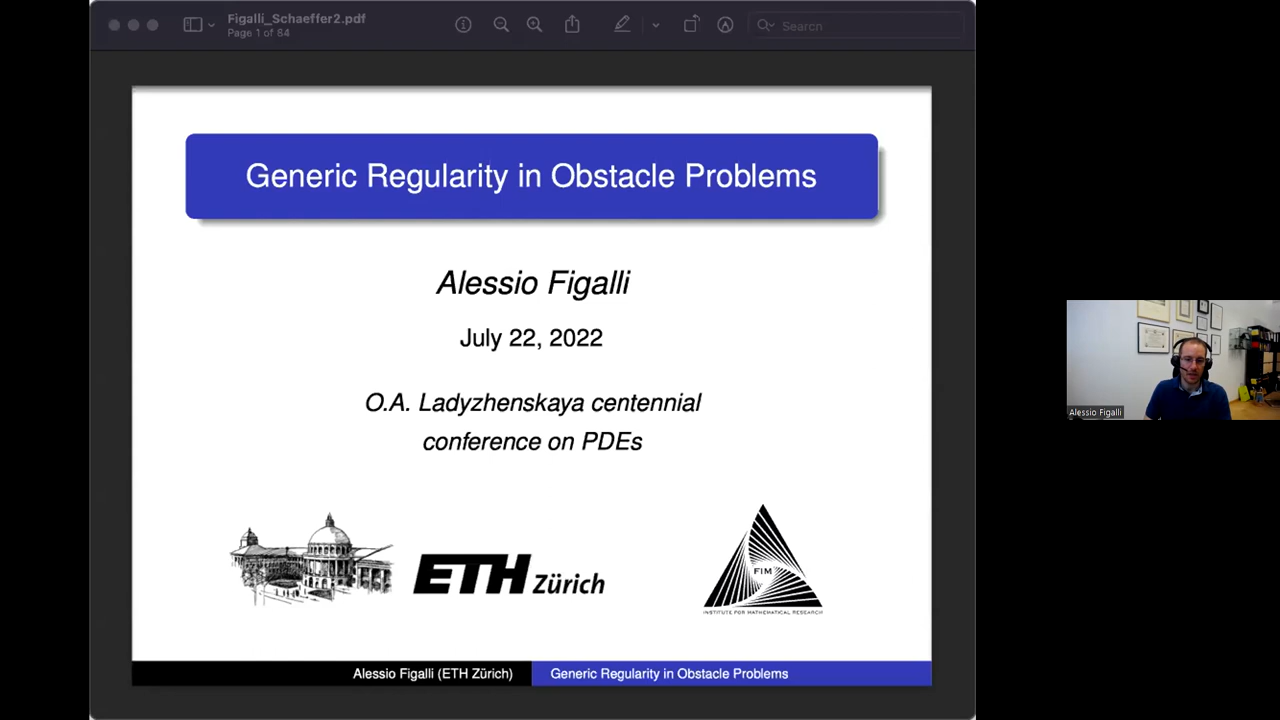 Figalli_Schaeffer2.pdf
Page 1 of 64
Search
Generic Regularity in Obstacle Problems
Alessio Figalli
July 22, 2022
O.A. Ladyzhenskaya centennial
conference on PDEs
ETH Zürich
FIM
INSTITUTE FOR MATHEMATICAL RESEARCH
Alessio Figalli (ETH Zürich)
Generic Regularity in Obstacle Problems
Alessio Figalli